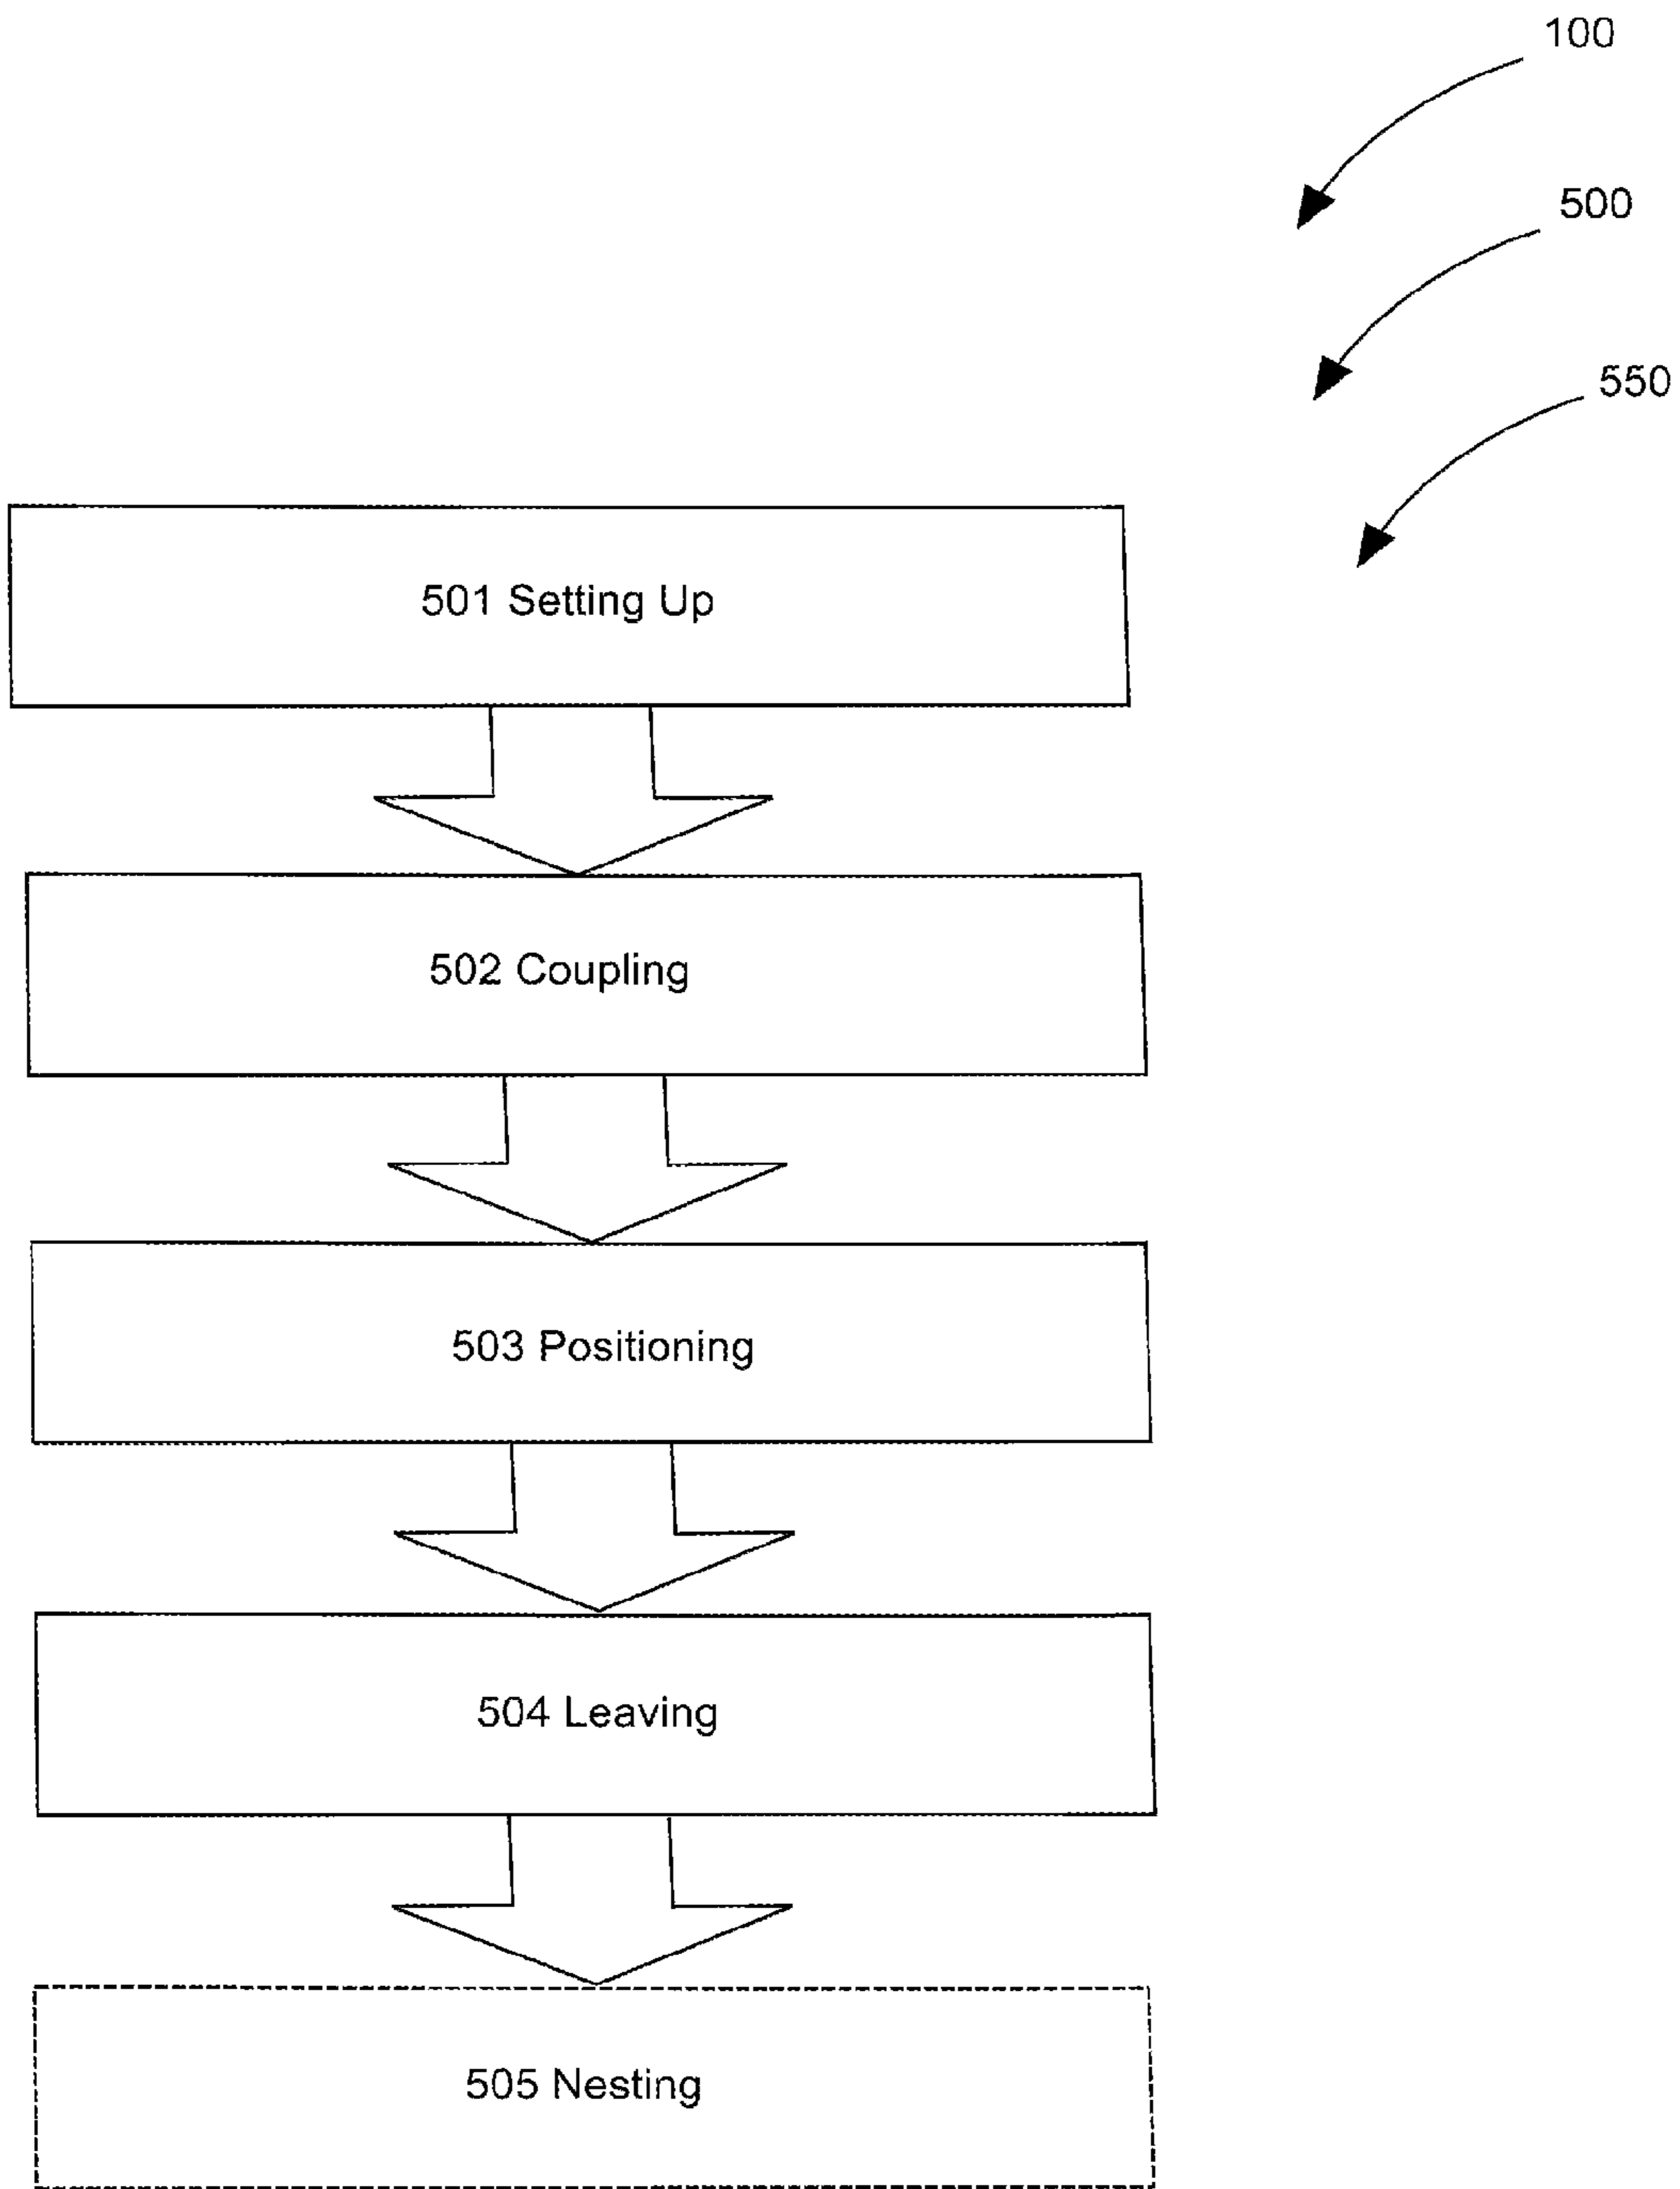 100
500
550
501 Setting Up
502 Coupling
503 Positioning
504 Leaving
505 Nesting